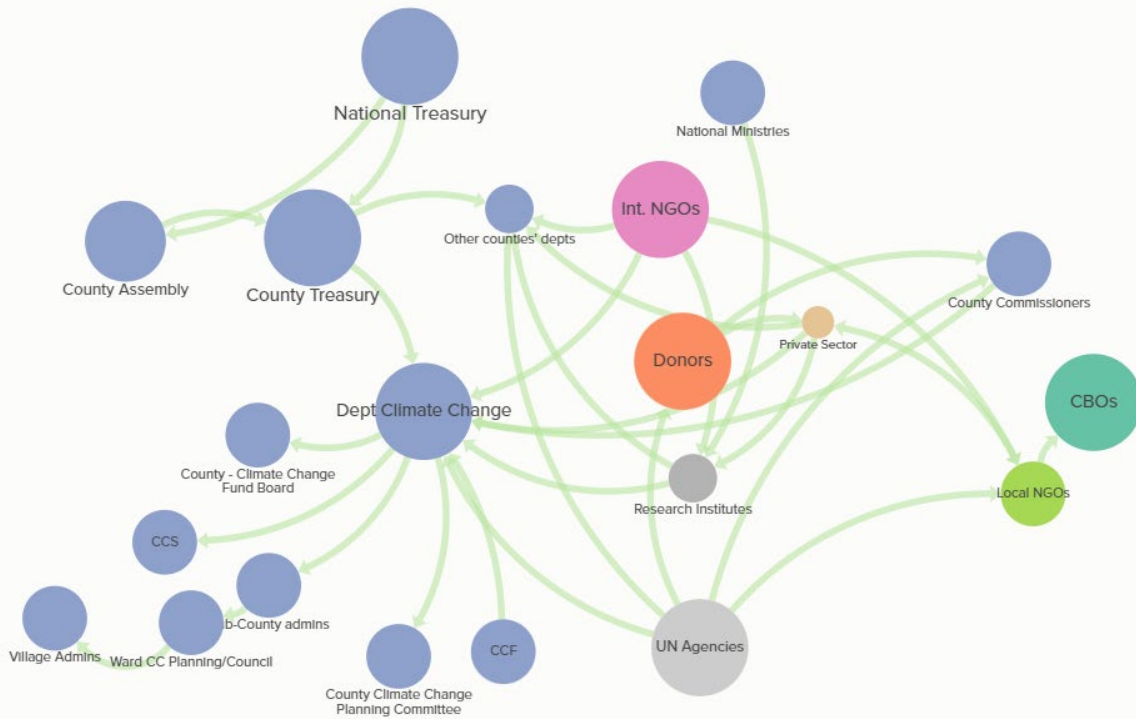 National Treasury
National Ministries
Int. NGOs
Other counties' depts
County Assembly
County Treasury
County Commissioners
Private Sector
Donors
CBOs
Dept Climate Change
County - Climate Change
Fund Board
Research Institutes
Local NGOs
CCS
b-County admins
Village Admins
Ward CC Planning/Council
CCF
UN Agencies
County Climate Change
Planning Committee